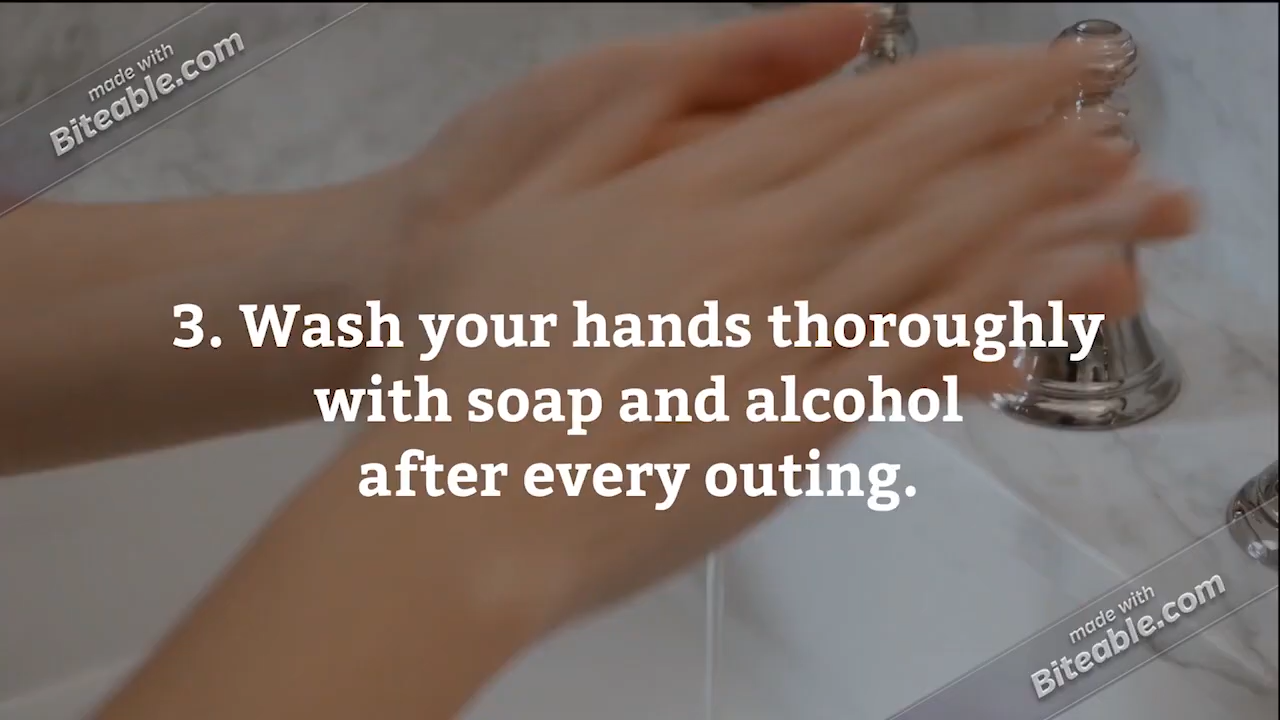 made with
Biteable.com
3. Wash your hands thoroughly
with soap and alcohol
after every outing.
made with
Biteable.com